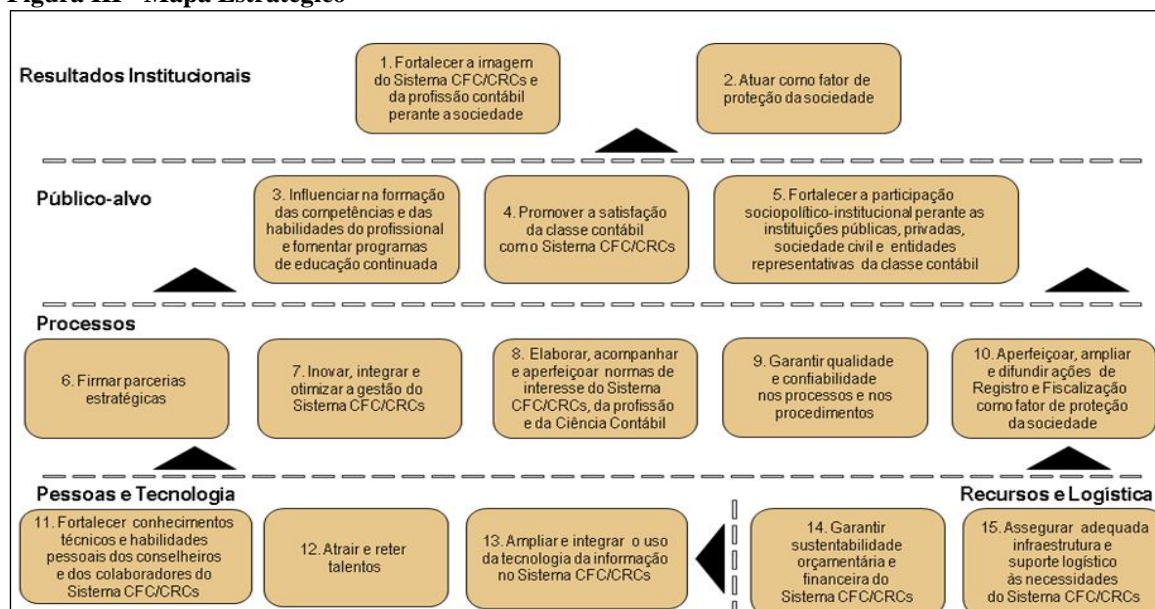 Figura III - Mapa Estratégico
Resultados Institucionais
1. Fortalecer a imagem
do Sistema CFC/CRCs e
da profissão contábil
perante a sociedade
2. Atuar como fator de
proteção da sociedade
Público-alvo
3. Influenciar na formação
das competências e das
habilidades do profissional
e fomentar programas
de educação continuada
4. Promover a satisfação
da classe contábil
com o Sistema CFC/CRCs
5. Fortalecer a participação
sociopolítico-institucional perante as
instituições públicas, privadas,
sociedade civil e entidades
representativas da classe contábil
Processos
6. Firmar parcerias
estratégicas
7. Inovar, integrar e
otimizar a gestão do
Sistema CFC/CRCs
8. Elaborar, acompanhar
e aperfeiçoar normas de
interesse do Sistema
CFC/CRCs, da profissão
e da Ciência Contábil
9. Garantir qualidade
e confiabilidade
nos processos e nos
procedimentos
10. Aperfeiçoar, ampliar
e difundir ações de
Registro e Fiscalização
como fator de proteção
da sociedade
Pessoas e Tecnologia
11. Fortalecer conhecimentos
técnicos e habilidades
pessoais dos conselheiros
e dos colaboradores do
Sistema CFC/CRCs
12. Atrair e reter
talentos
13. Ampliar e integrar o uso
da tecnologia da informação
no Sistema CFC/CRCs
Recursos e Logística
14. Garantir
sustentabilidade
orçamentária e
financeira do
Sistema CFC/CRCs
15. Assegurar adequada
infraestrutura e
suporte logístico
às necessidades
do Sistema CFC/CRCs